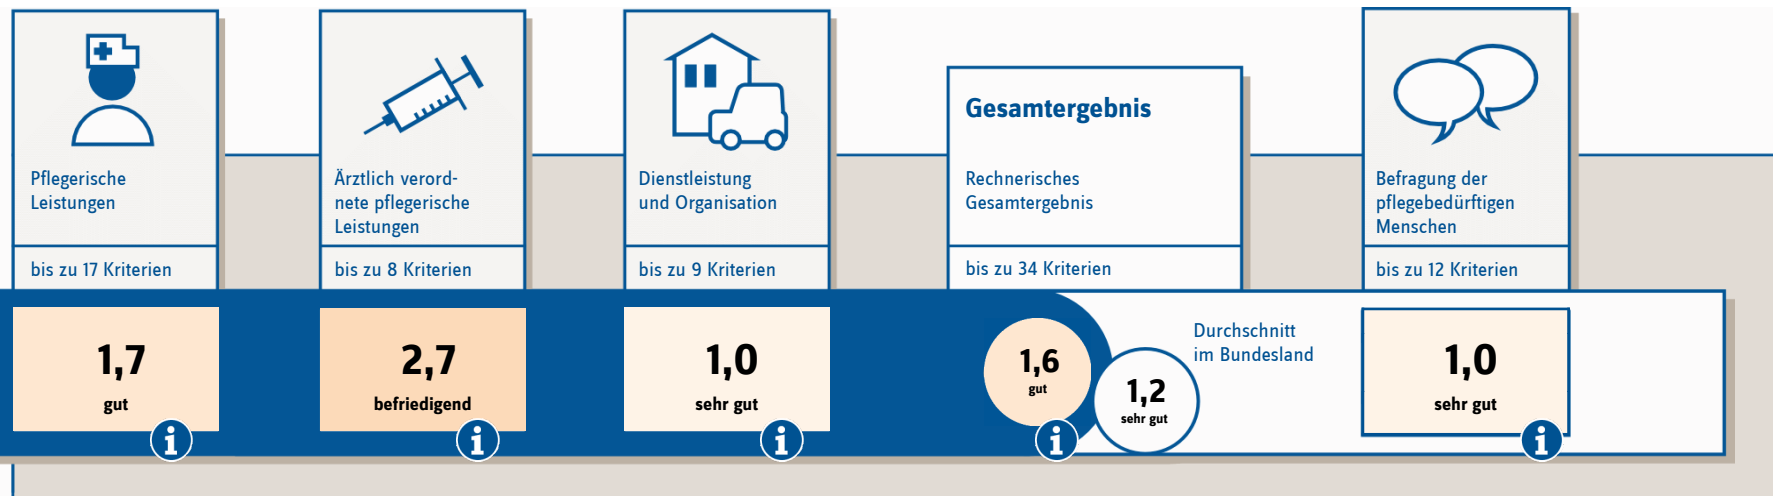 Pflegerische
Leistungen
bis zu 17 Kriterien
1,7
gut
i
Ärztlich verord-
nete pflegerische
Leistungen
bis zu 8 Kriterien
2,7
befriedigend
i
Dienstleistung
und Organisation
bis zu 9 Kriterien
1,0
sehr gut
i
Gesamtergebnis
Rechnerisches
Gesamtergebnis
bis zu 34 Kriterien
1,6
gut
i
Durchschnitt
im Bundesland
1,2
sehr gut
Befragung der
pflegebedürftigen
Menschen
bis zu 12 Kriterien
1,0
sehr gut
i